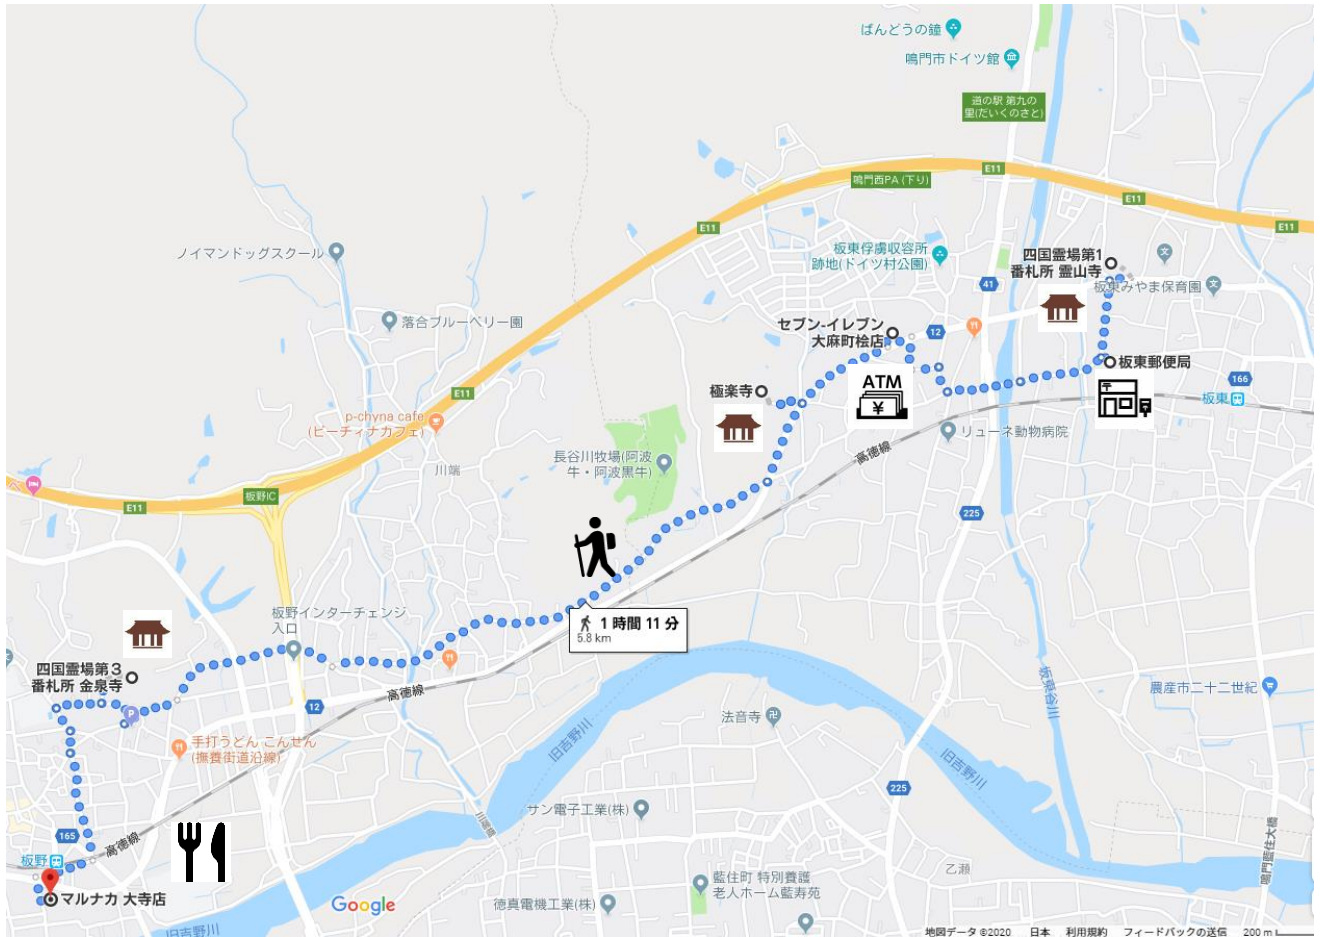 ばんどうの鐘
鳴門市ドイツ館
道の駅 第九の
里(だいくのさと)
E11
鳴門西PA (下り)
E11
E11
E11
ノイマンドッグスクール
板東俘虜収容所
跡地(ドイツ村公園)
四国霊場第1
番札所 霊山寺
板東みやま保育園
41
落合ブルーベリー園
セブン-イレブン
大麻町桧店
12
板東郵便局
166
板東
ATM
¥
極楽寺
E11
p-chyna cafe
(ピーチィナカフェ)
リューネ動物病院
高徳線
長谷川牧場(阿波
牛・阿波黒牛)
川端
板野IC
E11
225
板野インターチェンジ
入口
1 時間 11 分
5.8 km
四国霊場第3
番札所 金泉寺
P
高徳線
12
板東谷川
農産市二十二世紀
法音寺
手打うどん こんせん
(撫養街道沿線)
旧吉野川
旧吉野川
225
サン電子工業(株)
川端橋
165
高徳線
板野
マルナカ 大寺店
鳴門藍住大橋
乙瀬
藍住町 特別養護
老人ホーム藍寿苑
徳真電機工業(株)
Google
旧吉野川
地図データ ©2020 日本 利用規約 フィードバックの送信 200 m